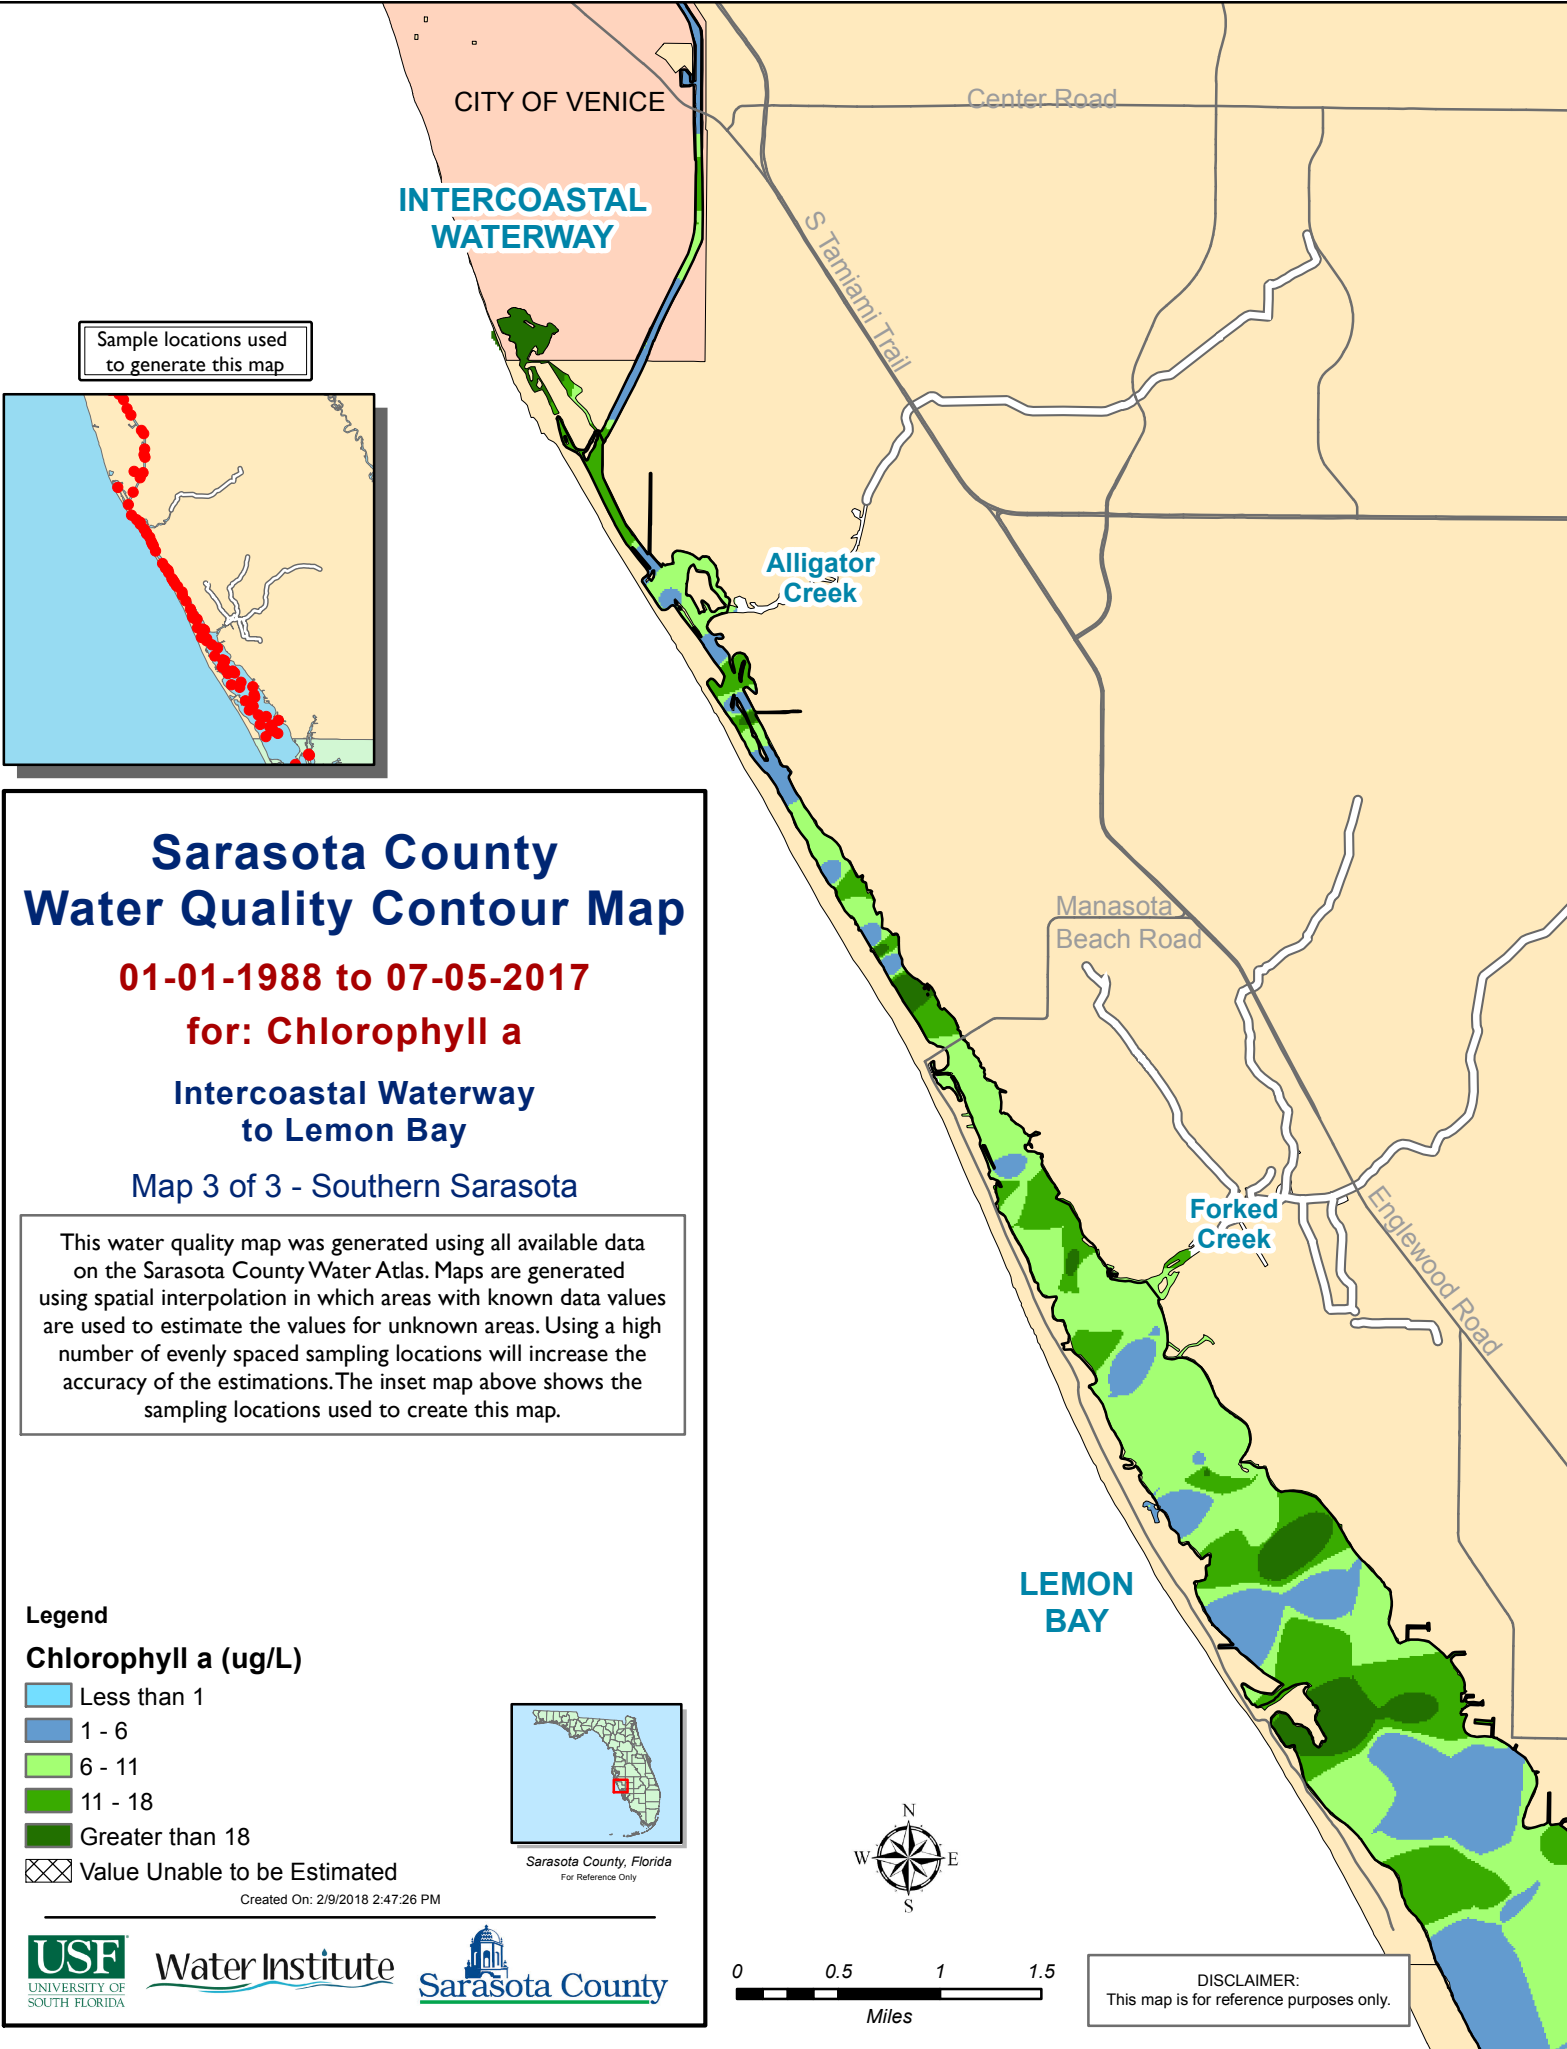 CITY OF VENICE
Center Road
INTERCOASTAL
WATERWAY
S Tamiami Trail
Sample locations used
to generate this map
Alligator
Creek
Sarasota County
Water Quality Contour Map
01-01-1988 to 07-05-2017
for: Chlorophyll a
Intercoastal Waterway
to Lemon Bay
Map 3 of 3 - Southern Sarasota
This water quality map was generated using all available data
on the Sarasota County Water Atlas. Maps are generated
using spatial interpolation in which areas with known data values
are used to estimate the values for unknown areas. Using a high
number of evenly spaced sampling locations will increase the
accuracy of the estimations. The inset map above shows the
sampling locations used to create this map.
Manasota
Beach Road
Forked
Creek
Englewood Road
LEMON
BAY
Legend
Chlorophyll a (ug/L)
Less than 1
1 - 6
6 - 11
11 - 18
Greater than 18
Value Unable to be Estimated
Created On: 2/9/2018 2:47:26 PM
Sarasota County, Florida
For Reference Only
USF
UNIVERSITY OF
SOUTH FLORIDA
Water Institute
Sarasota County
N
W E
S
0 0.5 1 1.5
Miles
DISCLAIMER:
This map is for reference purposes only.